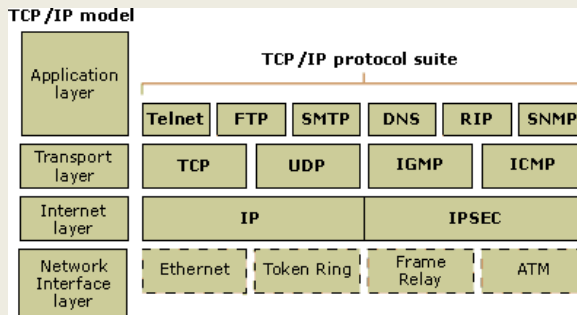 TCP/IP model
Application
layer
TCP/IP protocol suite
Telnet FTP SMTP DNS RIP SNMP
Transport
layer
TCP UDP IGMP ICMP
Internet
layer
IP IPSEC
Network
Interface
layer
Ethernet Token Ring Frame
Relay ATM